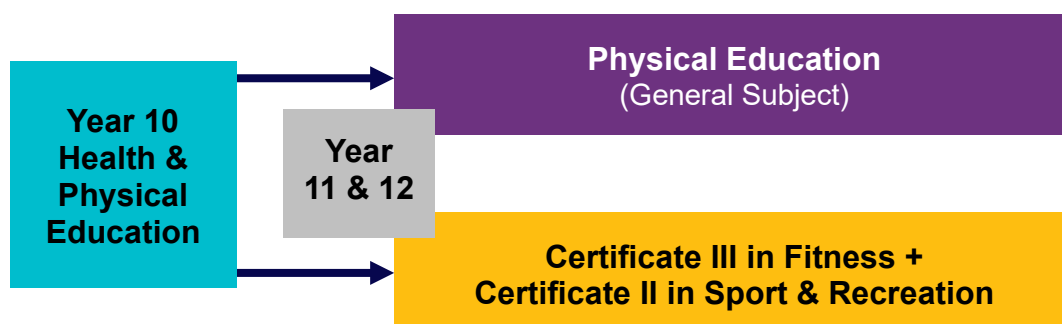 Year 10
Health &
Physical
Education
Year
11 & 12
Physical Education
(General Subject)
Certificate III in Fitness +
Certificate II in Sport & Recreation